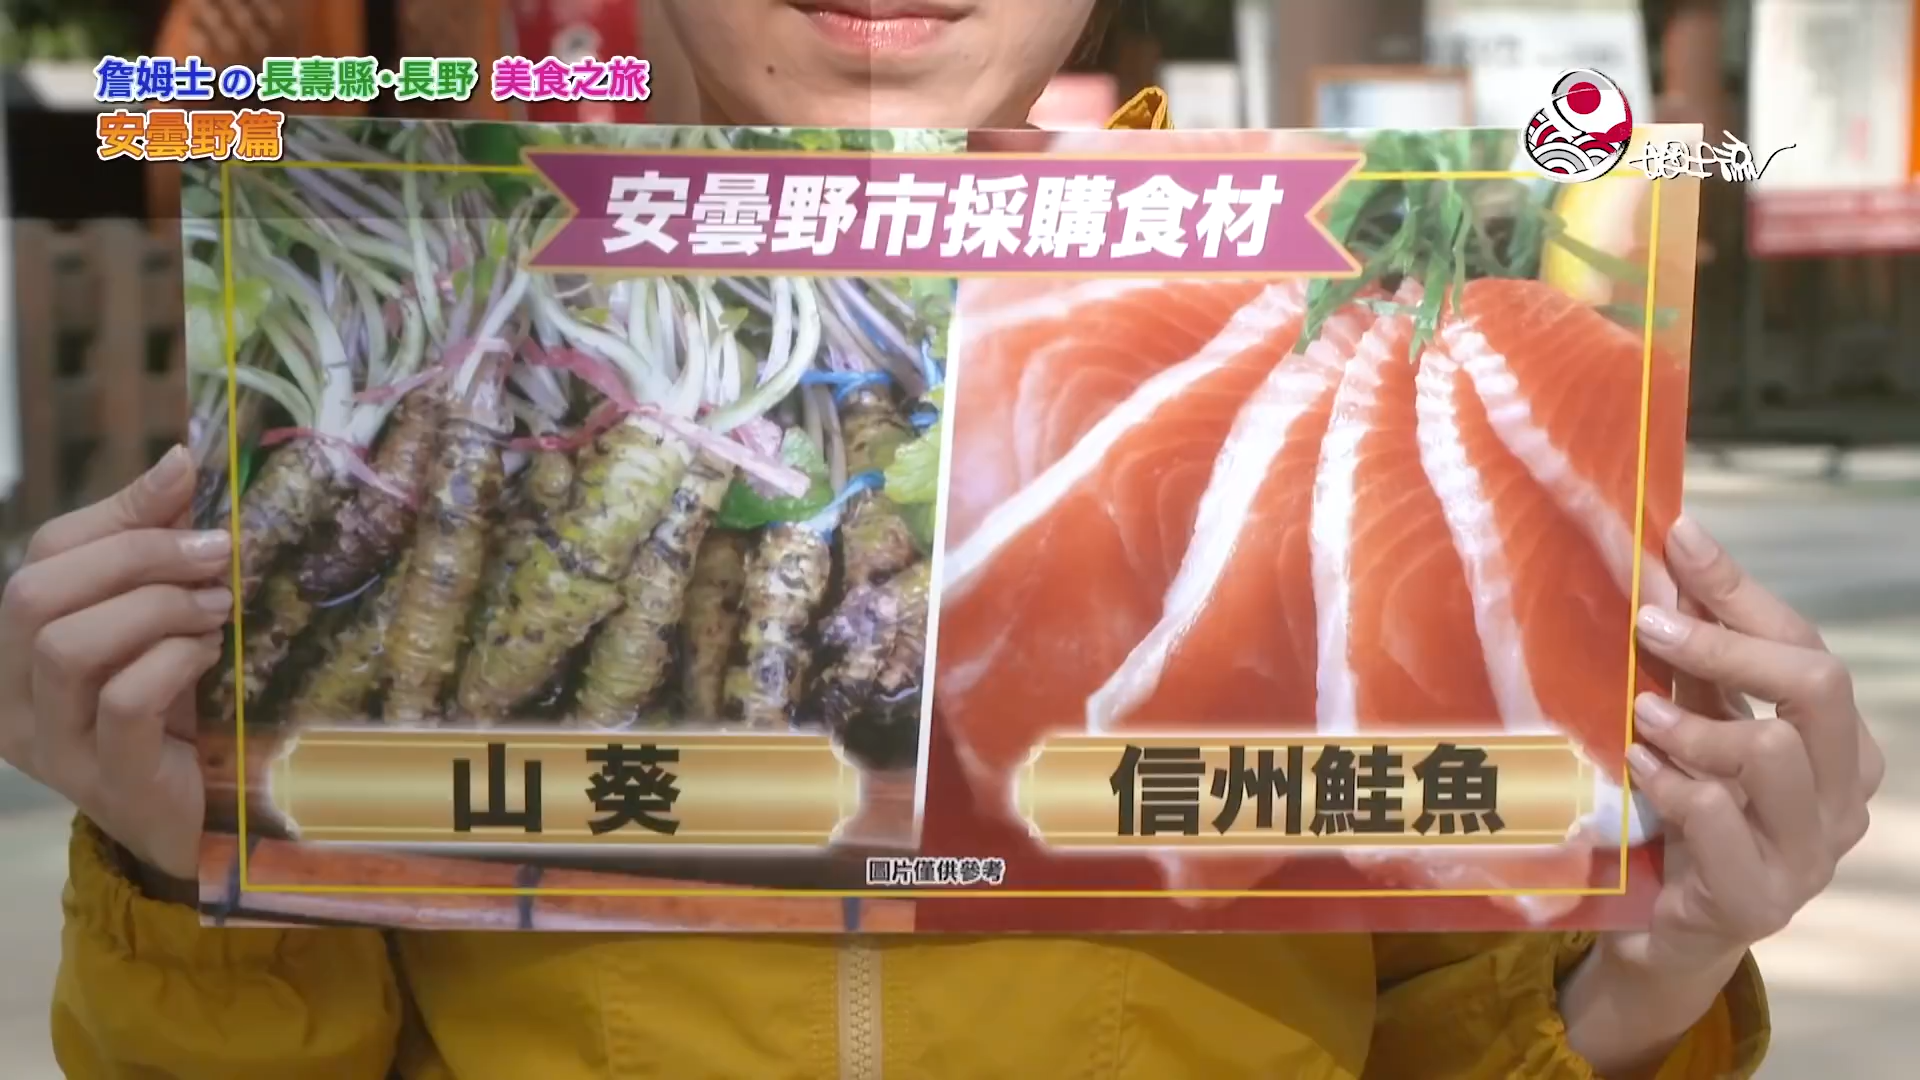 詹姆士の長壽縣·長野 美食之旅
安曇野篇
安曇野市採購食材
山葵
信州鮭魚
圖片僅供參考